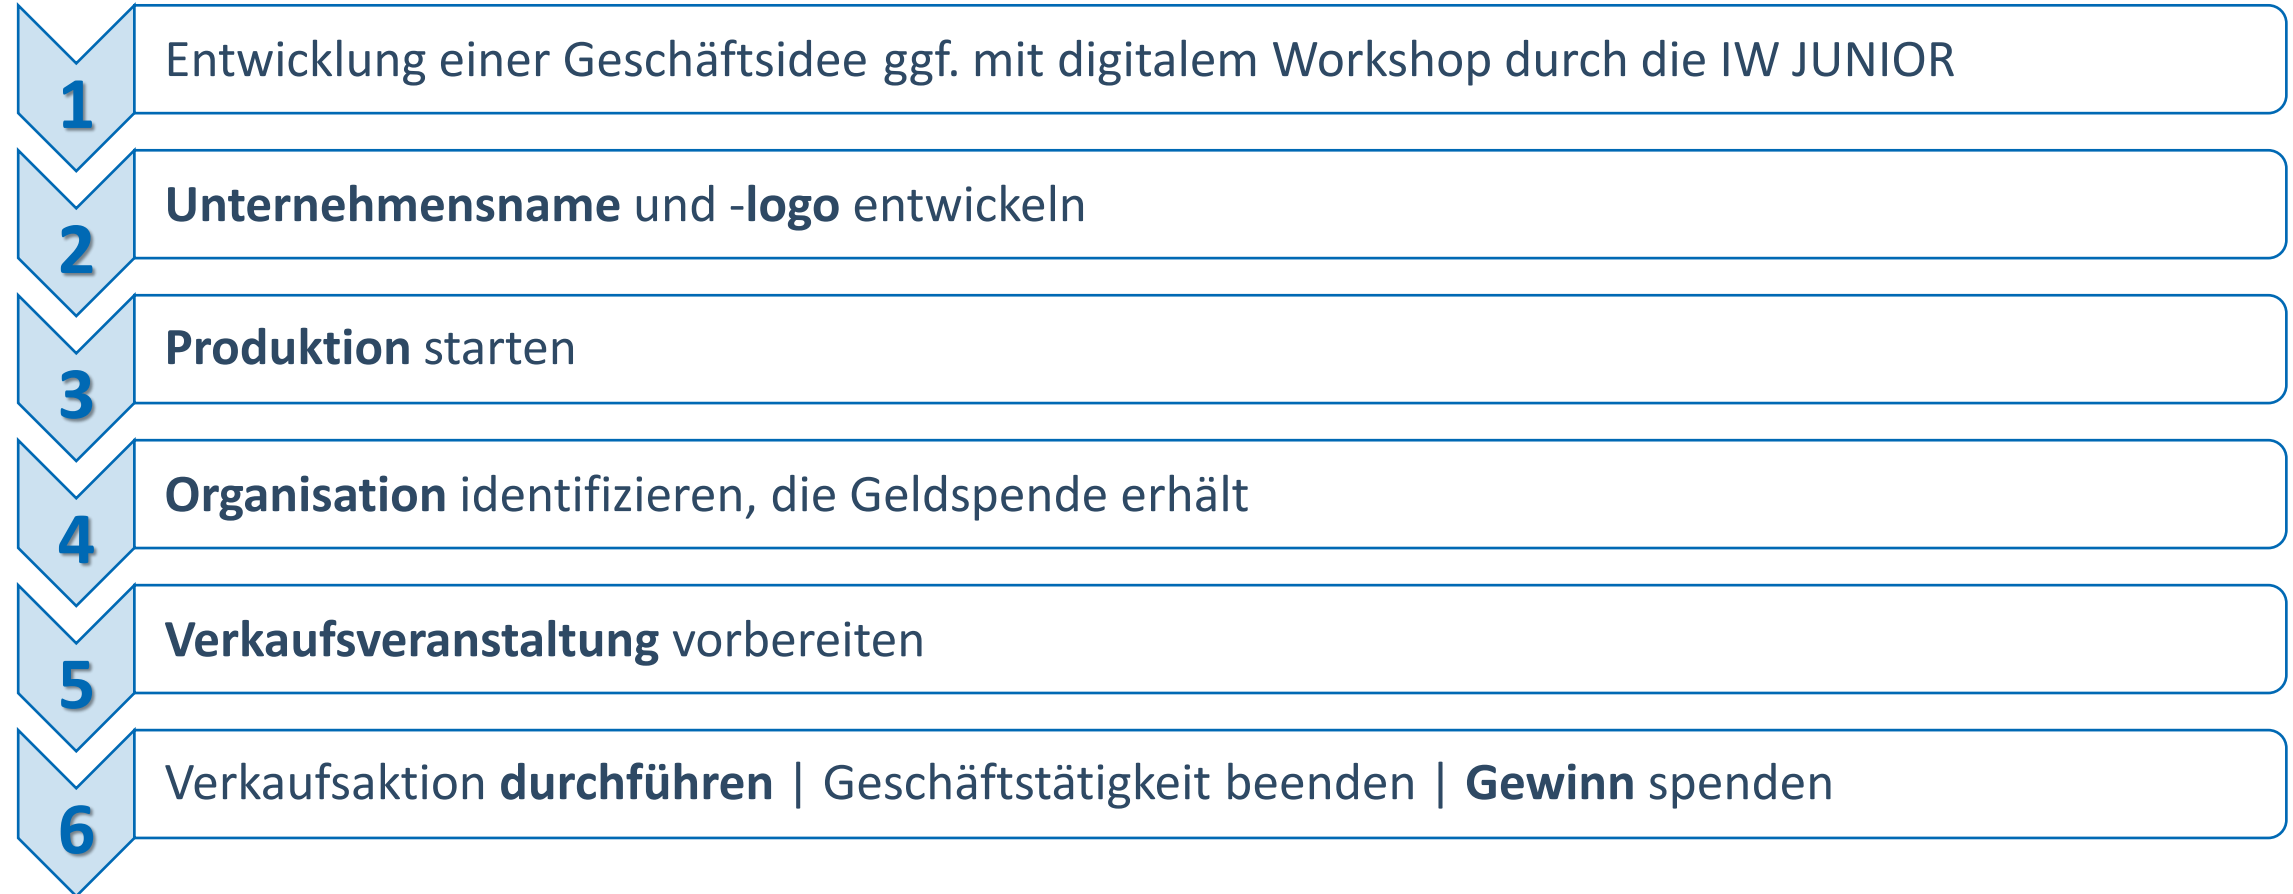 1
Entwicklung einer Geschäftsidee ggf. mit digitalem Workshop durch die IW JUNIOR
2
Unternehmensname und -logo entwickeln
3
Produktion starten
4
Organisation identifizieren, die Geldspende erhält
5
Verkaufsveranstaltung vorbereiten
6
Verkaufsaktion durchführen | Geschäftstätigkeit beenden | Gewinn spenden